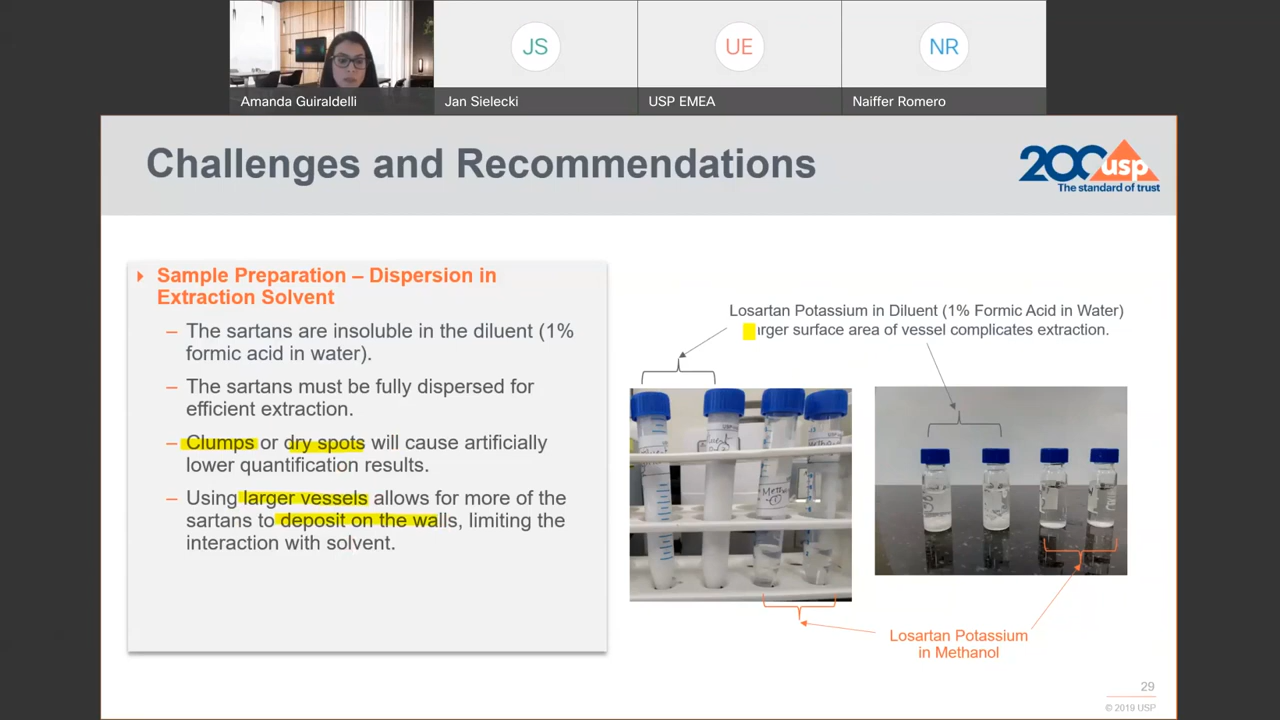 JS
UE
NR
Amanda Guiraldelli
Jan Sielecki
USP EMEA
Naiffer Romero
Challenges and Recommendations
200 usp
The standard of trust
Sample Preparation – Dispersion in
Extraction Solvent
– The sartans are insoluble in the diluent (1%
formic acid in water).
– The sartans must be fully dispersed for
efficient extraction.
– Clumps or dry spots will cause artificially
lower quantification results.
– Using larger vessels allows for more of the
sartans to deposit on the walls, limiting the
interaction with solvent.
Losartan Potassium in Diluent (1% Formic Acid in Water)
arger surface area of vessel complicates extraction.
Losartan Potassium
in Methanol
29
© 2019 USP